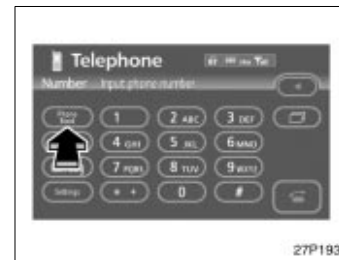 Telephone
Number Input phone number
Phone Book 1 2 ABC 3 DEF
4 GHI 5 JKL 6 MNO
7 PQRS 8 TUV 9 WXYZ
Settings * + 0 #
27P193